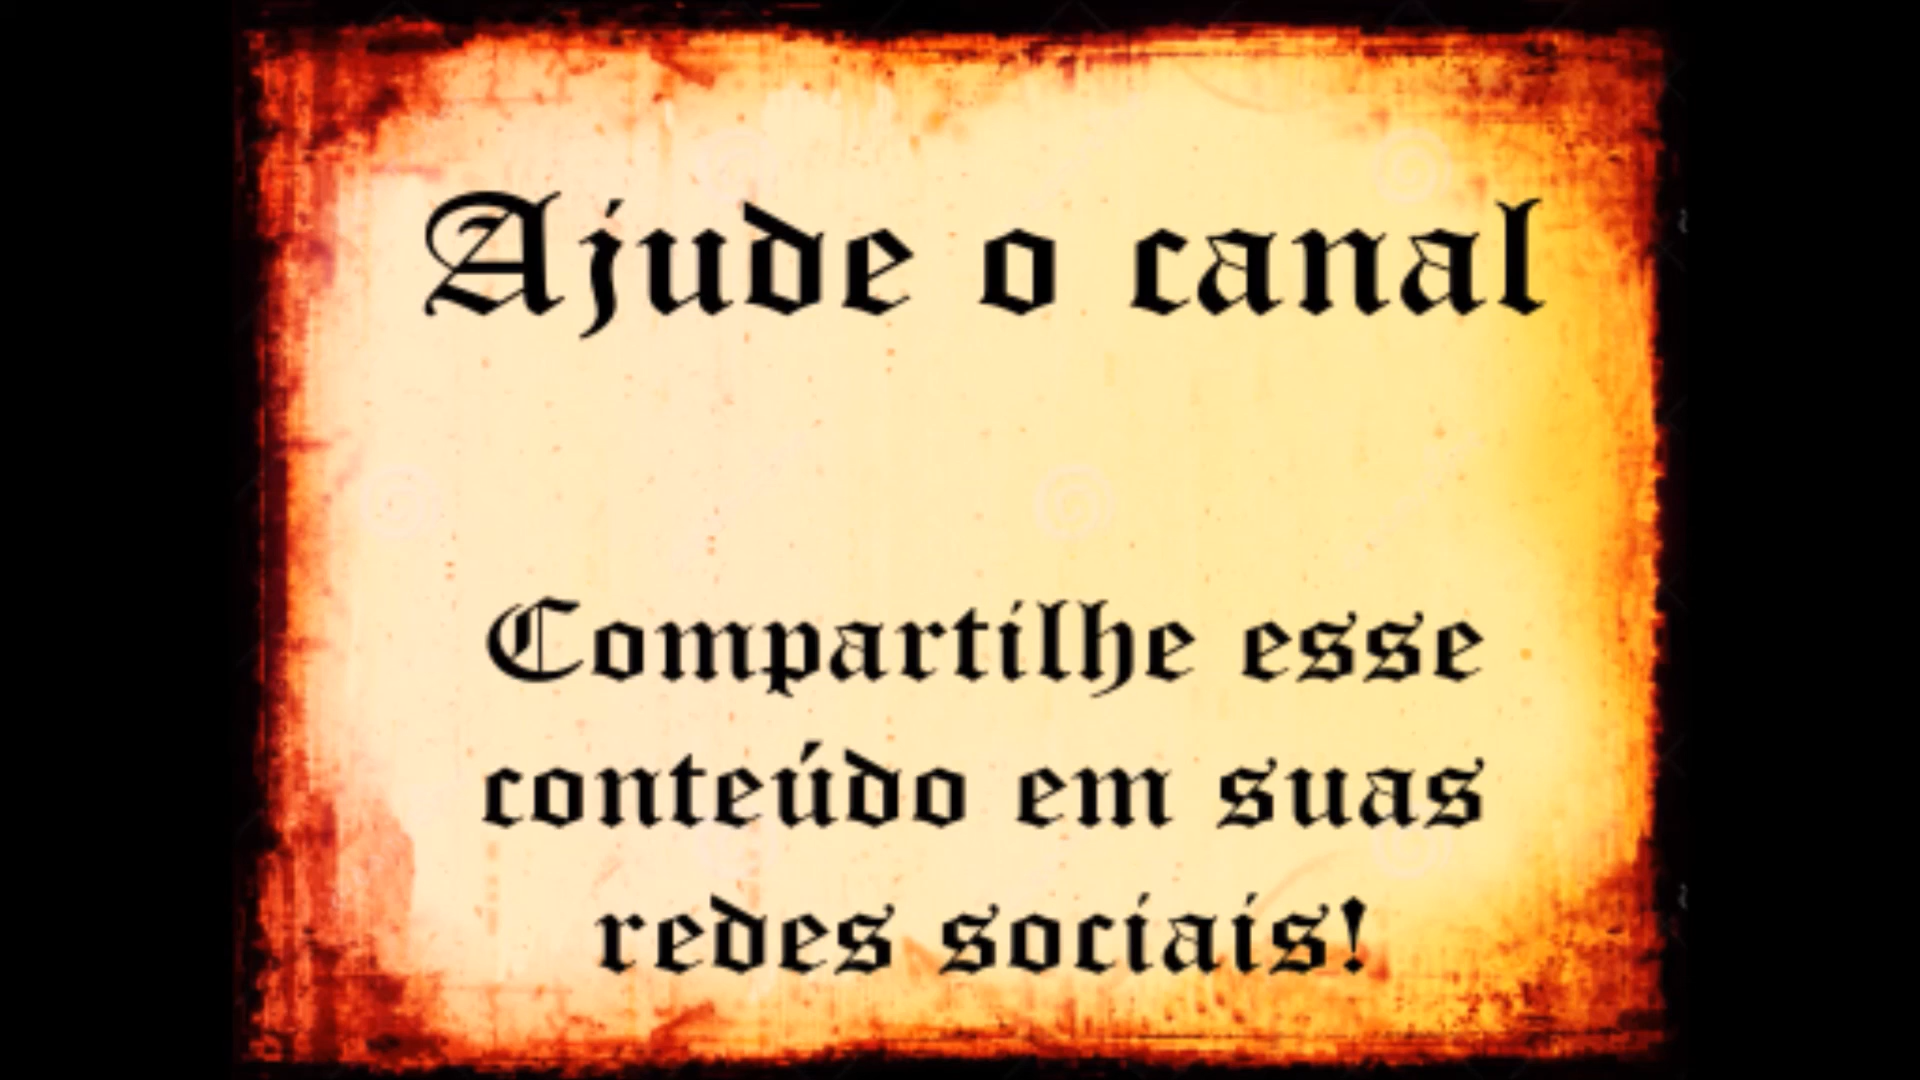 Ajude o canal
Compartilhe esse
conteúdo em suas
redes sociais!